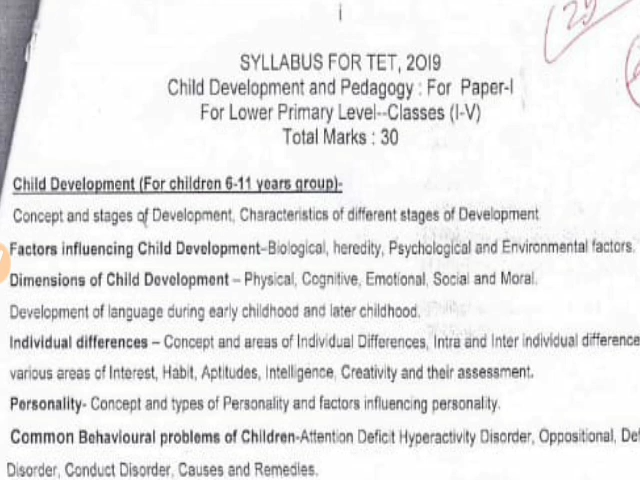 i
SYLLABUS FOR TET, 2019
Child Development and Pedagogy : For Paper-I
For Lower Primary Level--Classes (I-V)
Total Marks : 30
Child Development (For children 6-11 years group)-
Concept and stages of Development, Characteristics of different stages of Development
Factors influencing Child Development–Biological, heredity, Psychological and Environmental factors.
Dimensions of Child Development – Physical, Cognitive, Emotional, Social and Moral.
Development of language during early childhood and later childhood.
Individual differences – Concept and areas of Individual Differences, Intra and Inter individual difference
various areas of Interest, Habit, Aptitudes, Intelligence, Creativity and their assessment.
Personality- Concept and types of Personality and factors influencing personality.
Common Behavioural problems of Children-Attention Deficit Hyperactivity Disorder, Oppositional, Def
Disorder, Conduct Disorder, Causes and Remedies.